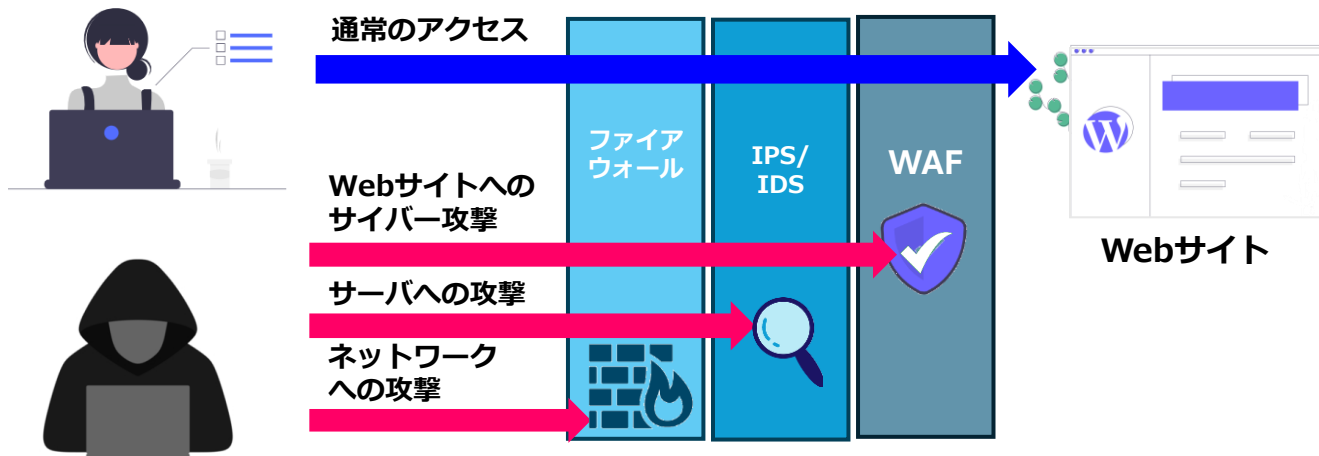 通常のアクセス
ファイア
ウォール
IPS/
IDS
WAF
Webサイトへの
サイバー攻撃
サーバへの攻撃
ネットワーク
への攻撃
Webサイト